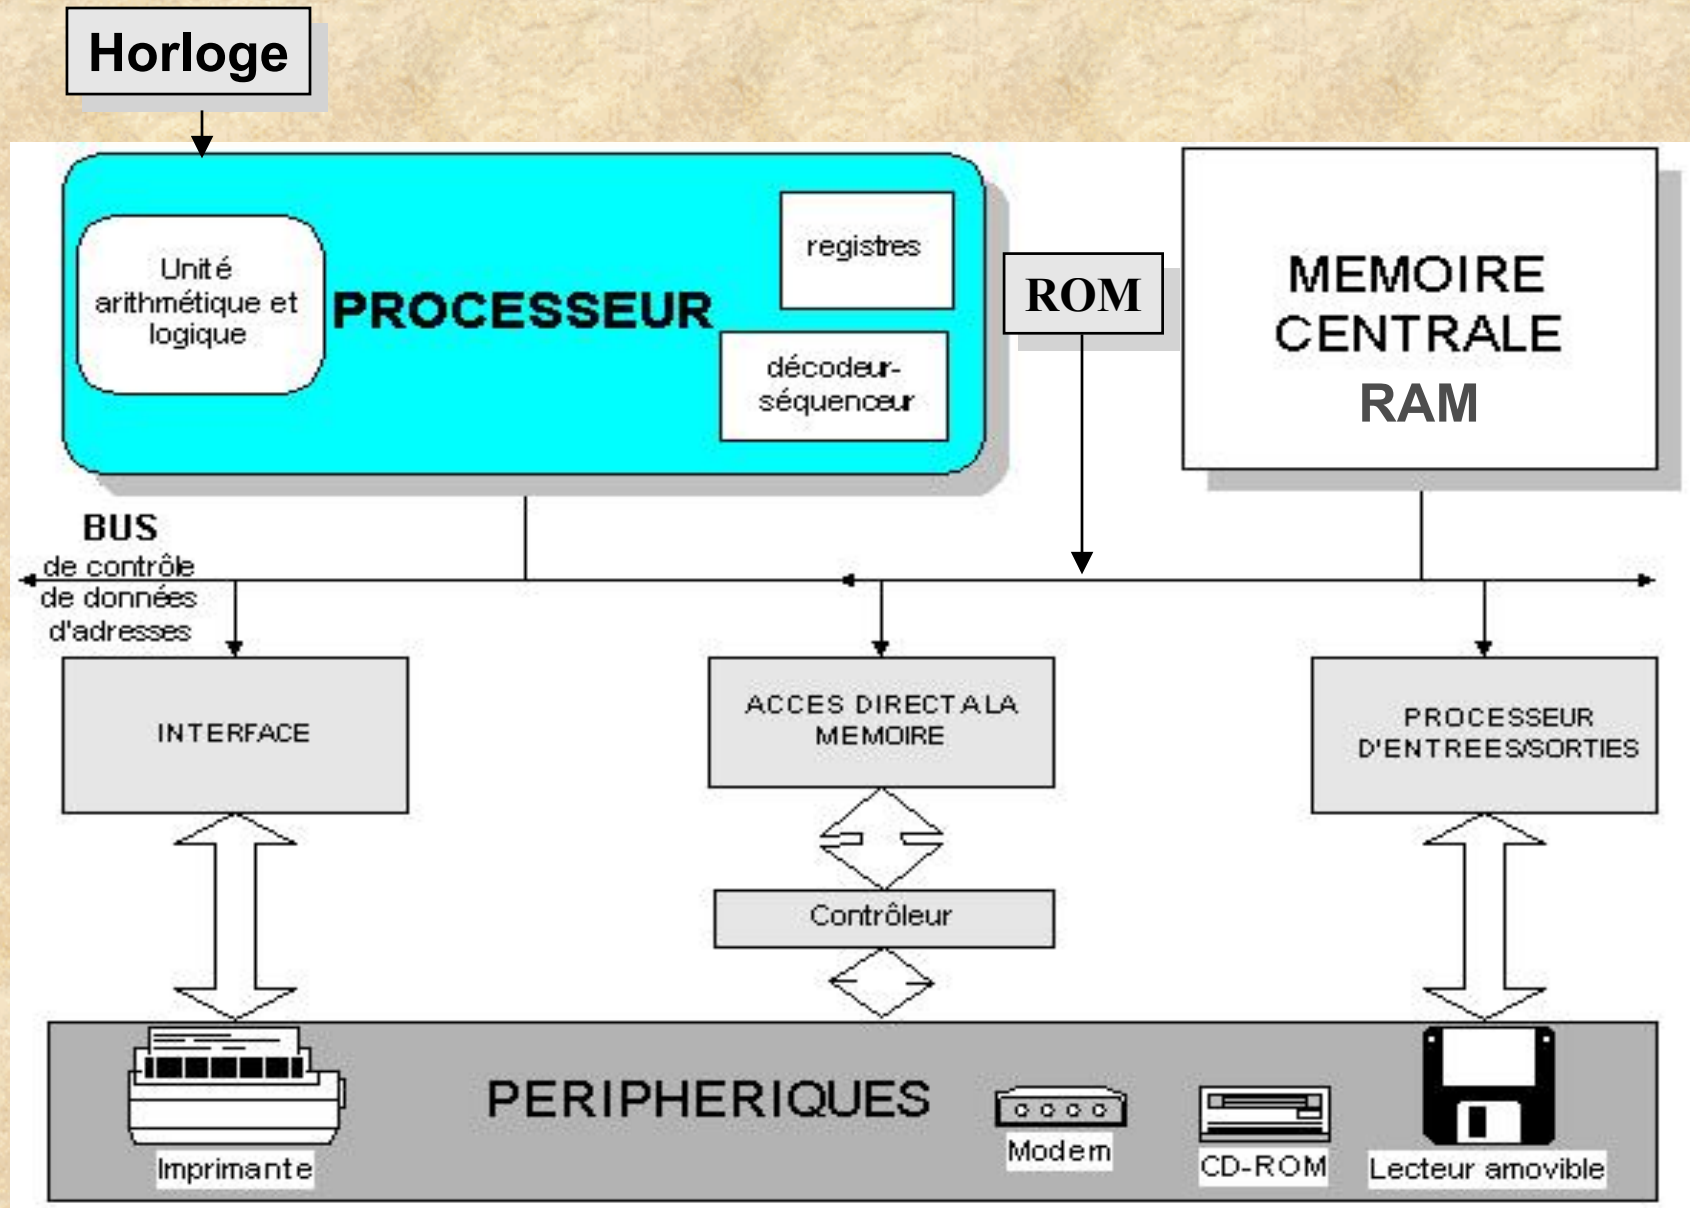 Horloge
Unité
arithmétique et
logique
PROCESSEUR
registres
décodeur-
séquenceur
ROM
MEMOIRE
CENTRALE
RAM
BUS
de contrôle
de données
d'adresses
INTERFACE
ACCES DIRECT A LA
MEMOIRE
PROCESSEUR
D'ENTREES/SORTIES
Contrôleur
PERIPHERIQUES
Imprimante
Modem
CD-ROM
Lecteur amovible